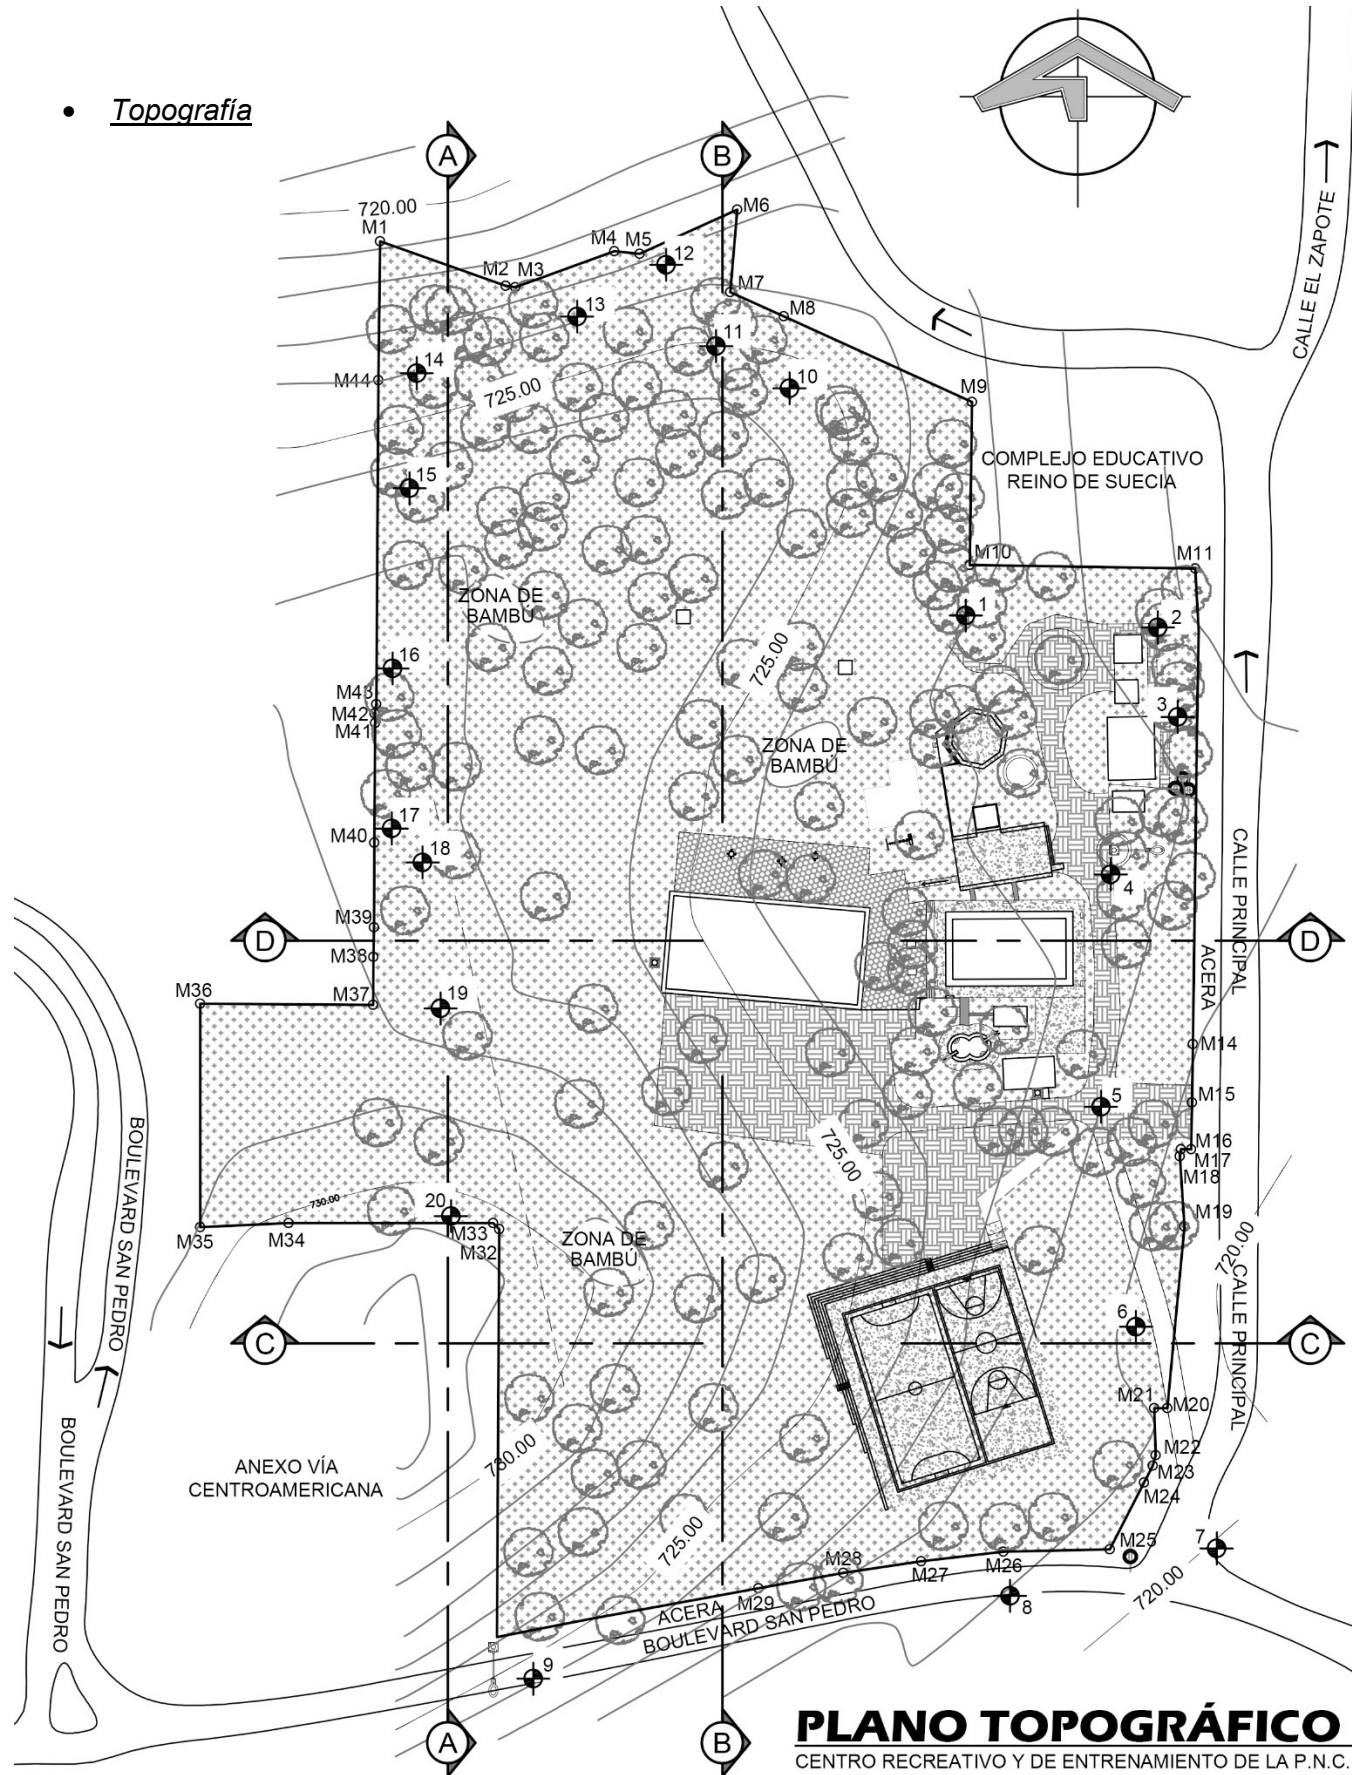 • Topografía
A
B
720.00
M1
M6
M4
M5
12
M2
M3
M7
M8
13
11
14
M44
10
725.00
M9
CALLE EL ZAPOTE
COMPLEJO EDUCATIVO
REINO DE SUECIA
15
M10
M11
ZONA DE
BAMBÚ
1
2
725.00
16
M43
M42
M41
3
ZONA DE
BAMBÚ
17
M40
18
4
CALLE PRINCIPAL
M39
D
D
M38
ACERA
M36
M37
19
M14
M15
5
BOULEVARD SAN PEDRO
725.00
M16
M17
M18
730.00
20
M35
M34
M33
M32
M19
ZONA DE
BAMBÚ
720.00
6
C
C
CALLE PRINCIPAL
M21
M20
730.00
M22
M23
M24
ANEXO VÍA
CENTROAMERICANA
BOULEVARD SAN PEDRO
725.00
M25
7
M26
M27
M28
M29
8
720.00
ACERA
BOULEVARD SAN PEDRO
9
A
B
PLANO TOPOGRÁFICO
CENTRO RECREATIVO Y DE ENTRENAMIENTO DE LA P.N.C.